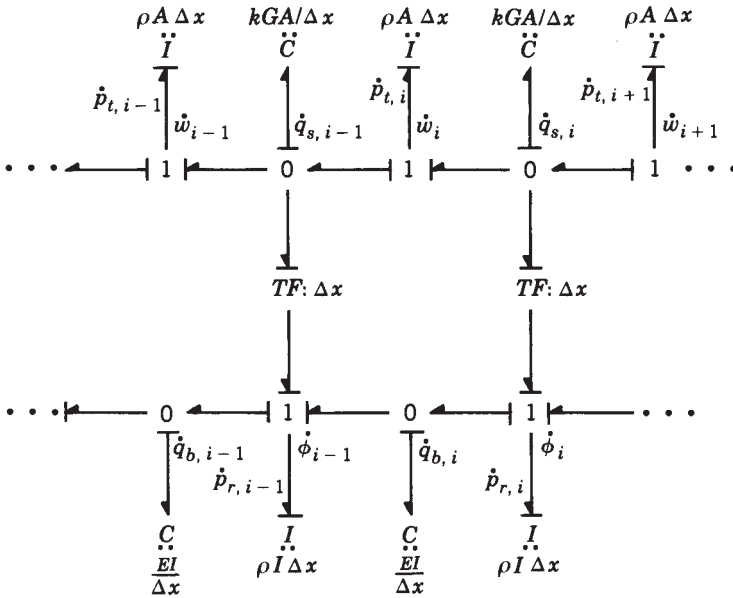 ρA Δx kGA/Δx ρA Δx kGA/Δx ρA Δx
I C I C I
ṗt, i − 1 ṗt, i ṗt, i + 1
ẇi − 1 q̇s, i − 1 ẇi q̇s, i ẇi + 1
• • • 1 0 1 0 1 • • •
TF: Δx TF: Δx
• • • 0 1 0 1 • • •
q̇b, i − 1 ϕ̇i − 1 q̇b, i ϕ̇i
ṗr, i − 1 ṗr, i
C I C I
EI/Δx ρI Δx EI/Δx ρI Δx